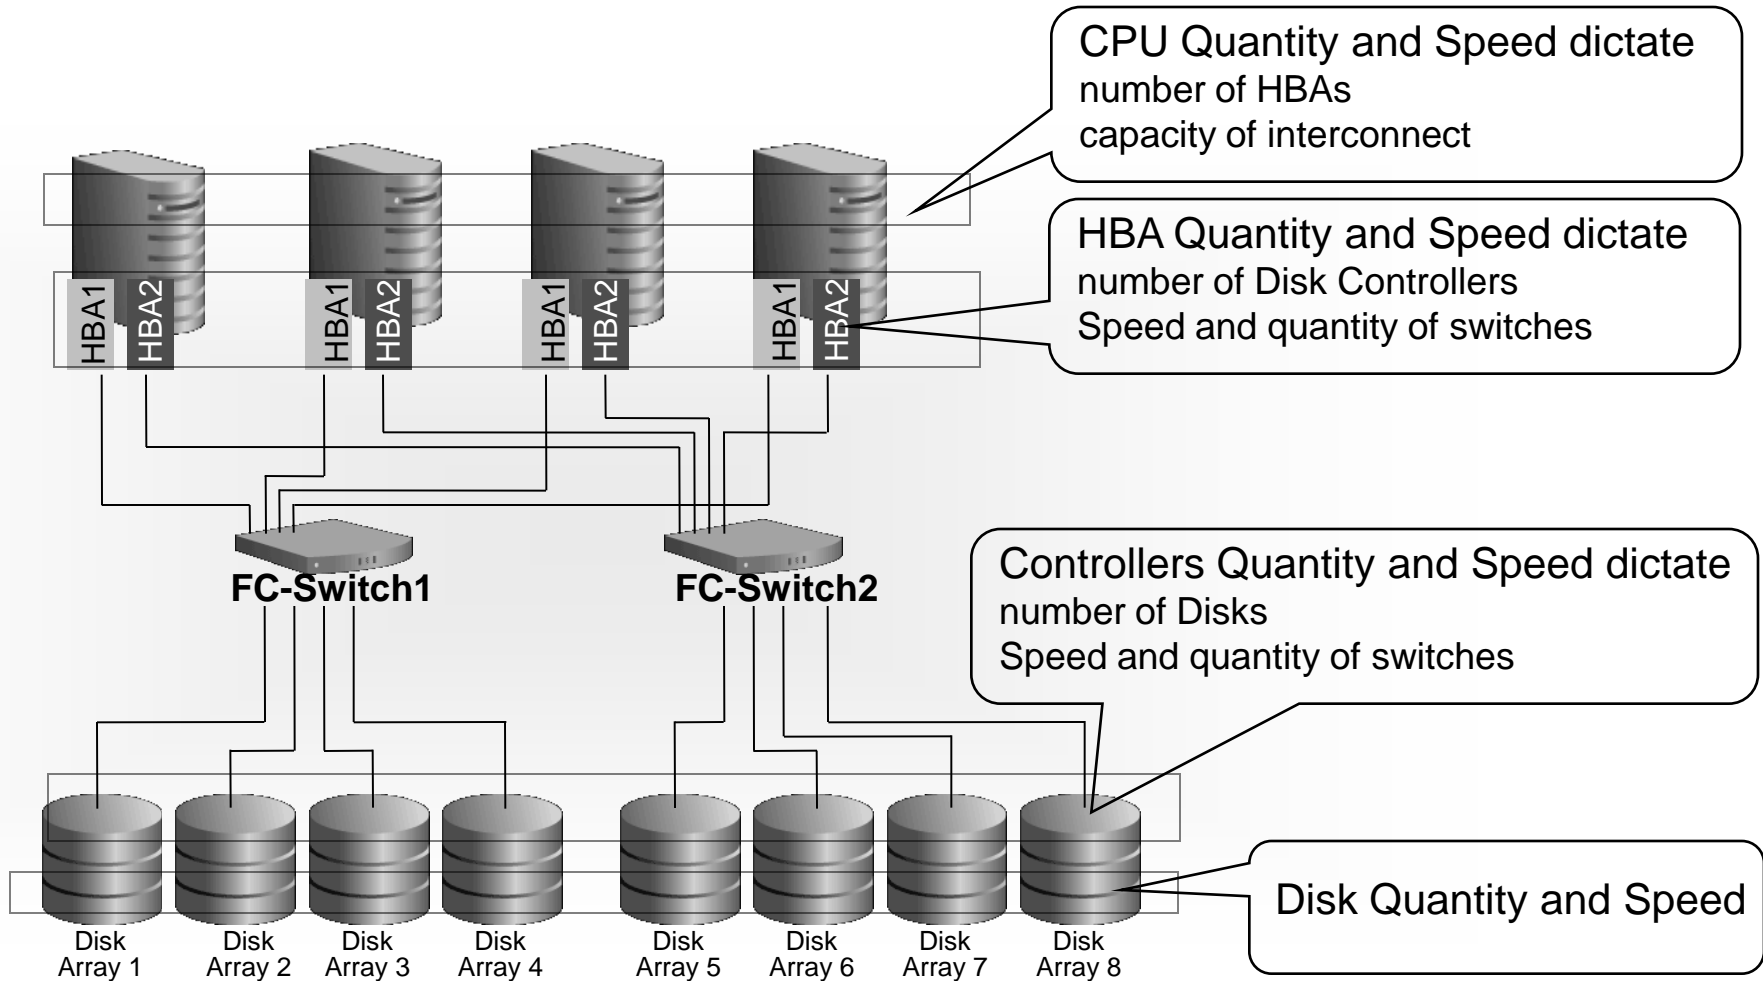 CPU Quantity and Speed dictate
number of HBAs
capacity of interconnect
HBA Quantity and Speed dictate
number of Disk Controllers
Speed and quantity of switches
HBA1
HBA2
HBA1
HBA2
HBA1
HBA2
HBA1
HBA2
FC-Switch1
FC-Switch2
Controllers Quantity and Speed dictate
number of Disks
Speed and quantity of switches
Disk Quantity and Speed
Disk
Array 1
Disk
Array 2
Disk
Array 3
Disk
Array 4
Disk
Array 5
Disk
Array 6
Disk
Array 7
Disk
Array 8